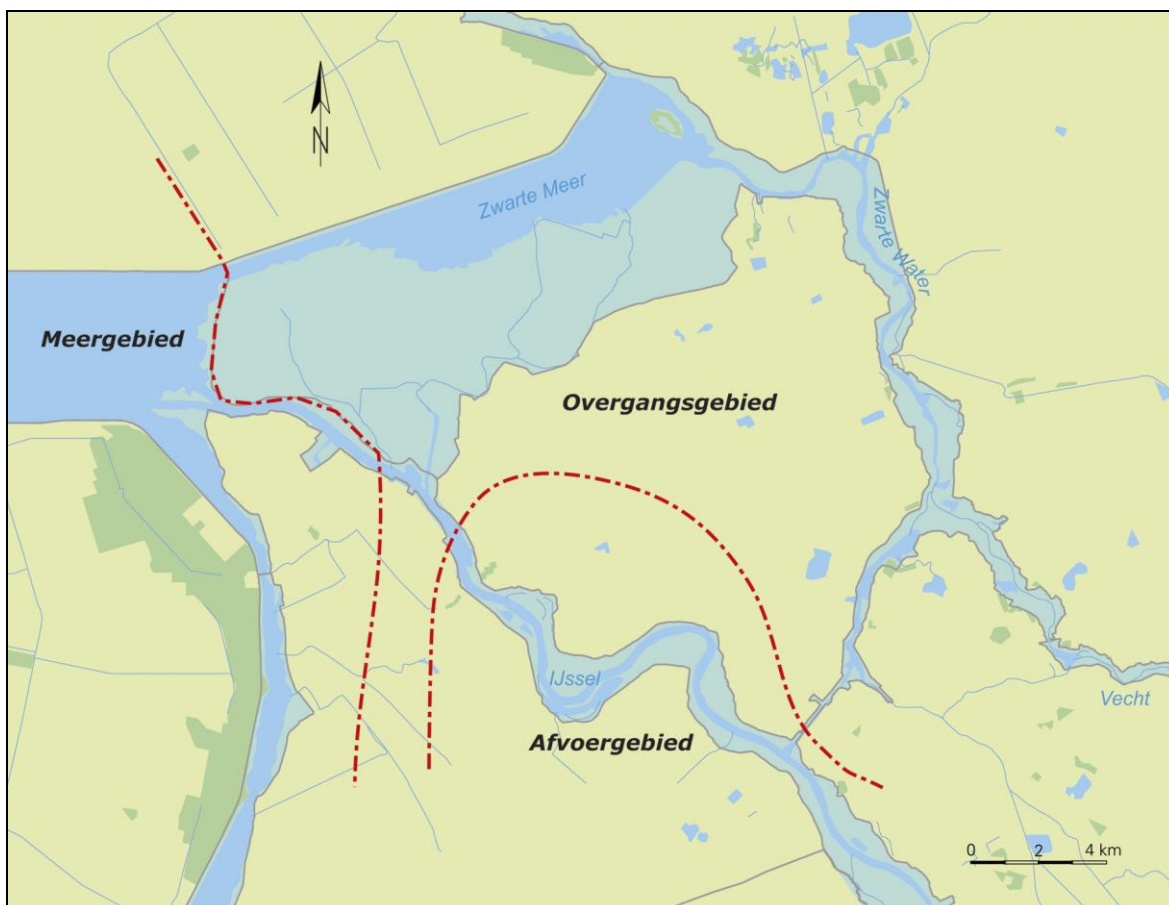 N
Zwarte Meer
Zwarte Water
Meergebied
Overgangsgebied
IJssel
Vecht
Afvoergebied
0 2 4 km